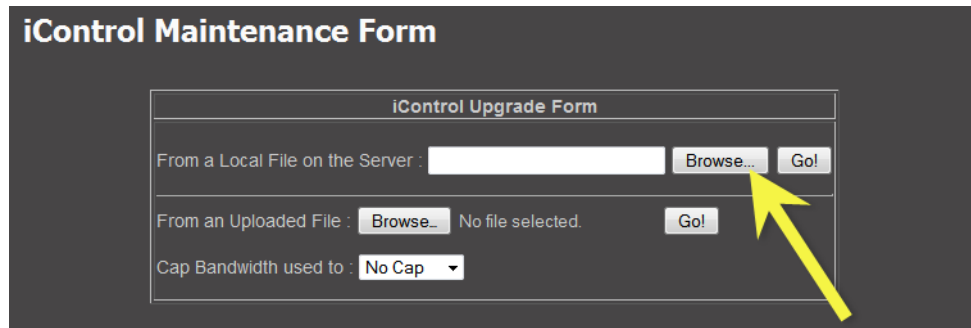 iControl Maintenance Form
iControl Upgrade Form
From a Local File on the Server : Browse... Go!
From an Uploaded File : Browse… No file selected. Go!
Cap Bandwidth used to : No Cap